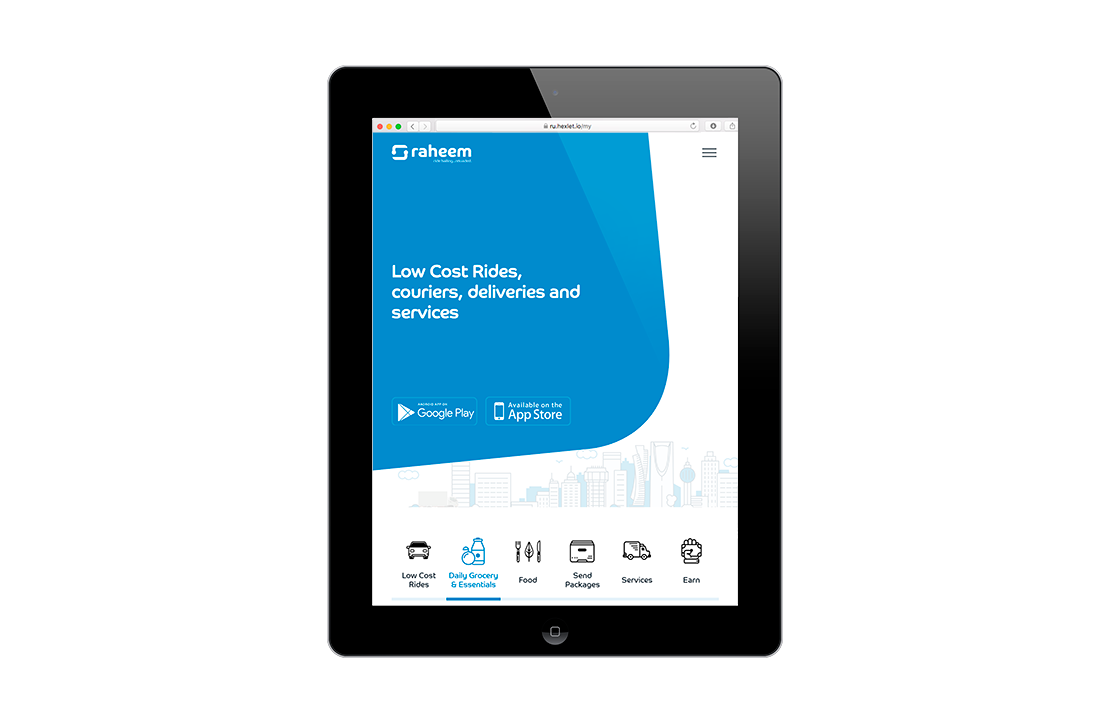 ru.hexlet.io/my
raheem
Low Cost Rides,
couriers, deliveries and
services
ANDROID APP ON
Google Play
Available on the
App Store
Low Cost
Rides
Daily Grocery
& Essentials
Food
Send
Packages
Services
Earn